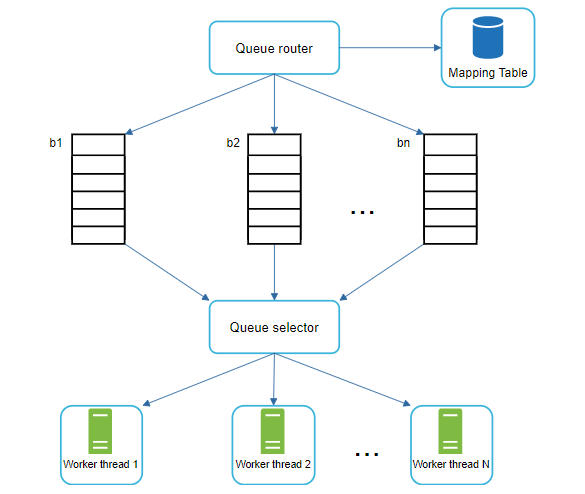 Queue router
Mapping Table
b1
b2
bn
...
Queue selector
Worker thread 1
Worker thread 2
...
Worker thread N